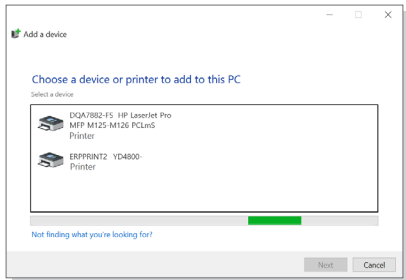 Add a device
Choose a device or printer to add to this PC
Select a device
DQA7882-F5 HP LaserJet Pro
MFP M125-M126 PCLmS
Printer
ERPPRINT2 YD4800-
Printer
Not finding what you're looking for?
Next
Cancel